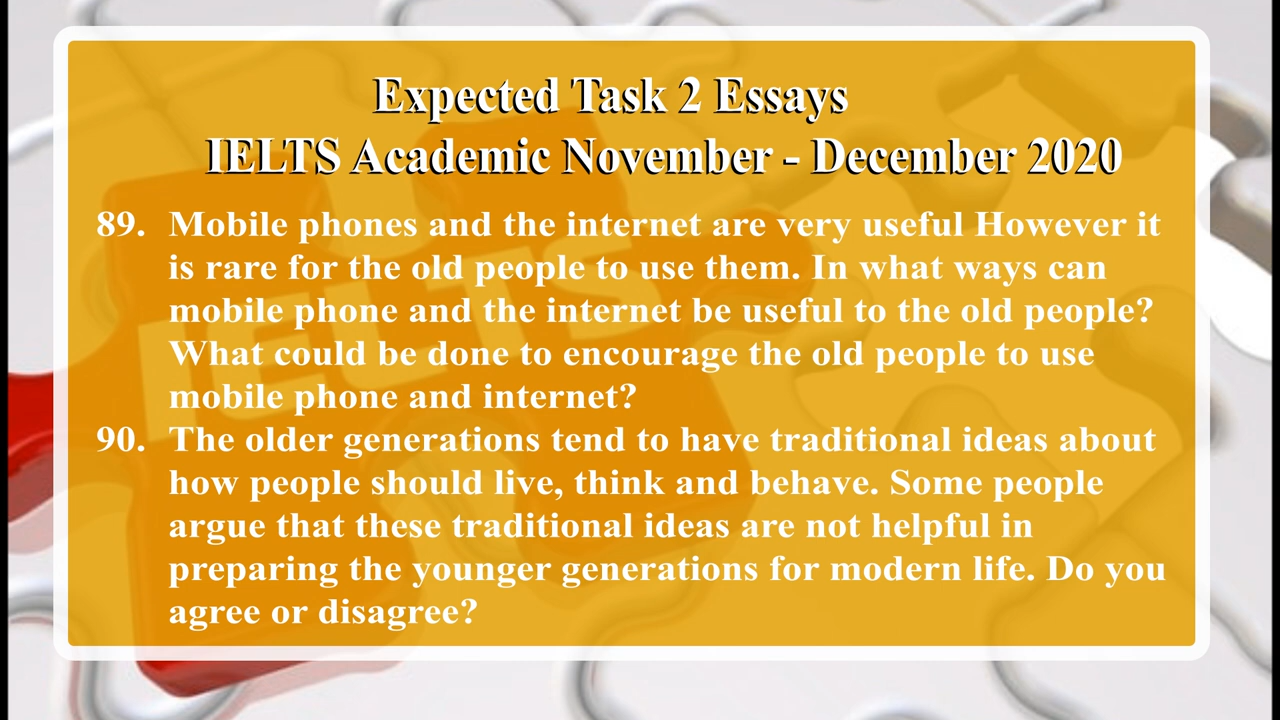 Expected Task 2 Essays
IELTS Academic November - December 2020
89. Mobile phones and the internet are very useful However it
is rare for the old people to use them. In what ways can
mobile phone and the internet be useful to the old people?
What could be done to encourage the old people to use
mobile phone and internet?
90. The older generations tend to have traditional ideas about
how people should live, think and behave. Some people
argue that these traditional ideas are not helpful in
preparing the younger generations for modern life. Do you
agree or disagree?
IELTS